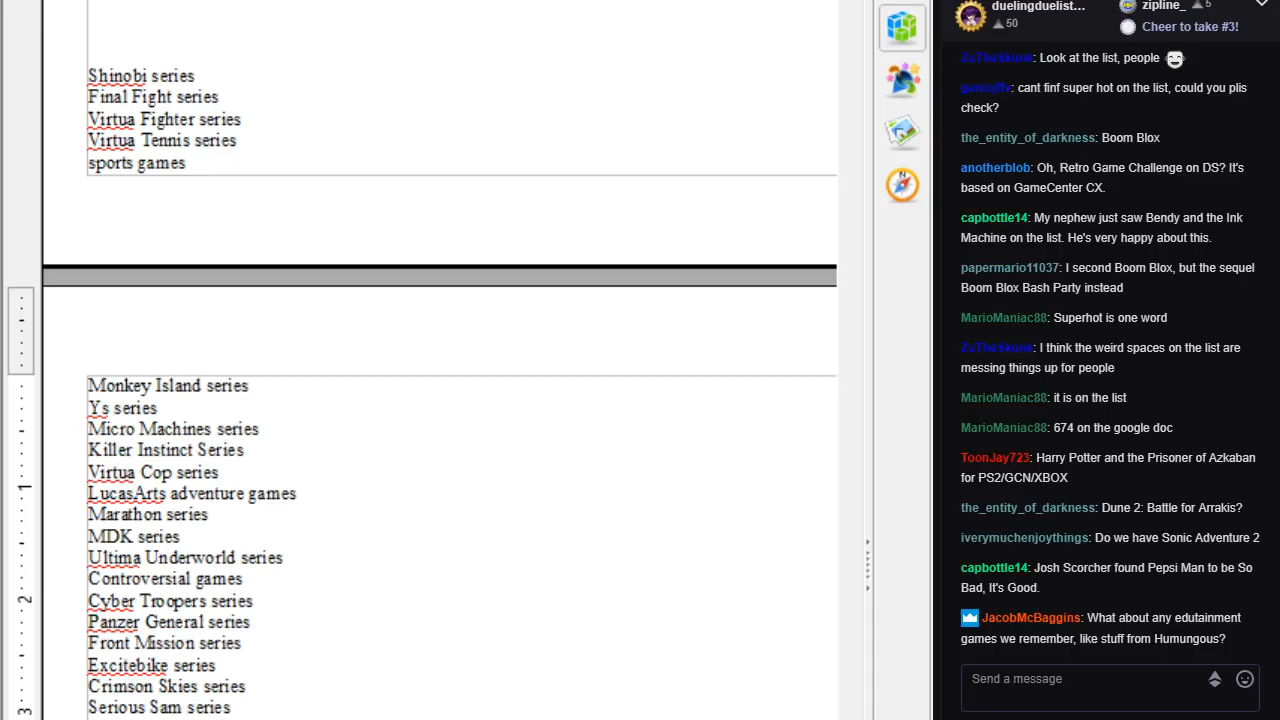 Shinobi series
Final Fight series
Virtua Fighter series
Virtua Tennis series
sports games
Monkey Island series
Ys series
Micro Machines series
Killer Instinct Series
Virtua Cop series
LucasArts adventure games
Marathon series
MDK series
Ultima Underworld series
Controversial games
Cyber Troopers series
Panzer General series
Front Mission series
Excitebike series
Crimson Skies series
Serious Sam series
1
2
3
N
duelingduelist...
50
zipline_ 5
Cheer to take #3!
ZuTheSkunk: Look at the list, people
cant finf super hot on the list, could you plis
check?
the_entity_of_darkness: Boom Blox
anotherblob: Oh, Retro Game Challenge on DS? It's
based on GameCenter CX.
capbottle14: My nephew just saw Bendy and the Ink
Machine on the list. He's very happy about this.
papermario11037: I second Boom Blox, but the sequel
Boom Blox Bash Party instead
MarioManiac88: Superhot is one word
ZuTheSkunk: I think the weird spaces on the list are
messing things up for people
MarioManiac88: it is on the list
MarioManiac88: 674 on the google doc
ToonJay723: Harry Potter and the Prisoner of Azkaban
for PS2/GCN/XBOX
the_entity_of_darkness: Dune 2: Battle for Arrakis?
iverymuchenjoythings: Do we have Sonic Adventure 2
capbottle14: Josh Scorcher found Pepsi Man to be So
Bad, It's Good.
JacobMcBaggins: What about any edutainment
games we remember, like stuff from Humungous?
Send a message